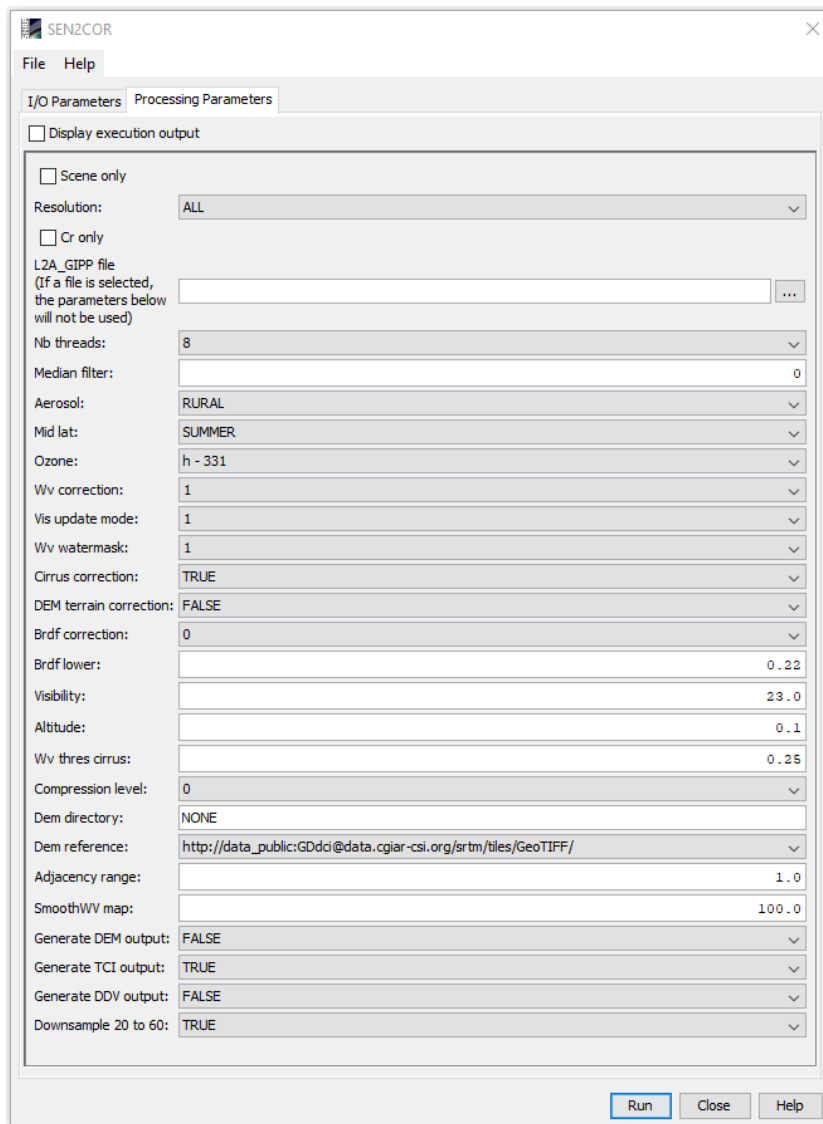 SEN2COR
File Help
I/O Parameters Processing Parameters
Display execution output
Scene only
Resolution: ALL
Cr only
L2A_GIPP file
(If a file is selected,
the parameters below
will not be used)
...
Nb threads: 8
Median filter: 0
Aerosol: RURAL
Mid lat: SUMMER
Ozone: h - 331
Wv correction: 1
Vis update mode: 1
Wv watermask: 1
Cirrus correction: TRUE
DEM terrain correction: FALSE
Brdf correction: 0
Brdf lower: 0.22
Visibility: 23.0
Altitude: 0.1
Wv thres cirrus: 0.25
Compression level: 0
Dem directory: NONE
Dem reference: http://data_public:GDdci@data.cgiar-csi.org/srtm/tiles/GeoTIFF/
Adjacency range: 1.0
SmoothWV map: 100.0
Generate DEM output: FALSE
Generate TCI output: TRUE
Generate DDV output: FALSE
Downsample 20 to 60: TRUE
Run Close Help